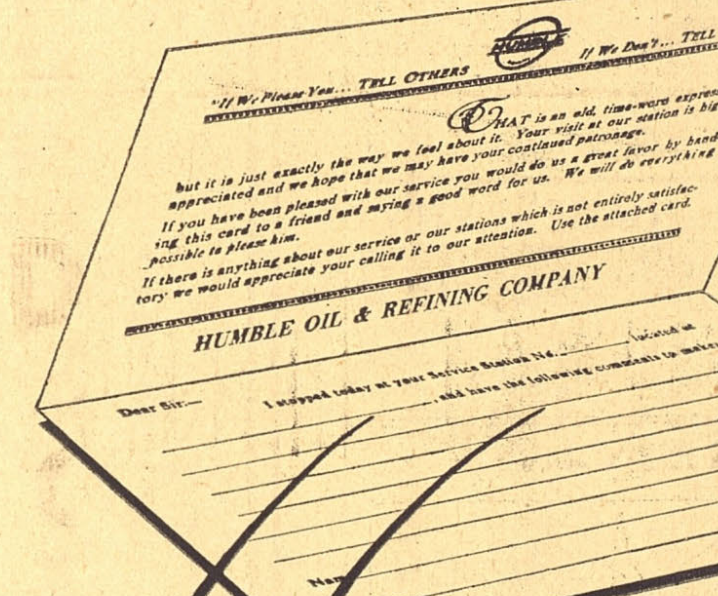 HUMBLE
"If We Please You... TELL OTHERS If We Don't... TELL
THAT is an old, time-word expres
but it is just exactly the way we feel about it. Your visit at our station is hig
appreciated and we hope that we may have your continued patronage.
If you have been pleased with our service you would do us a great favor by hand-
ing this card to a friend and saying a good word for us. We will do everything
possible to please him.
If there is anything about our service or our stations which is not entirely satisfac-
tory we would appreciate your calling it to our attention. Use the attached card.
HUMBLE OIL & REFINING COMPANY
Dear Sir:—
I stopped today at your Service Station No. located at
, and have the following comments to make:
Nam